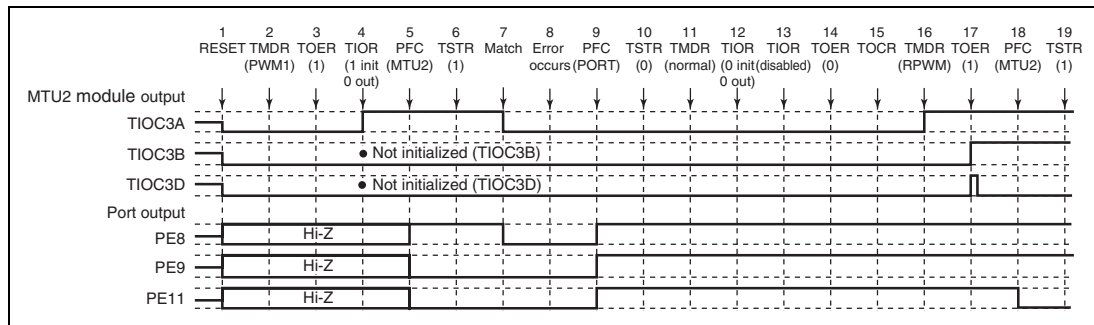 1 2 3 4 5 6 7 8 9 10 11 12 13 14 15 16 17 18 19
RESET TMDR TOER TIOR PFC TSTR Match Error PFC TSTR TMDR TIOR TIOR TOER TOCR TMDR TOER PFC TSTR
(PWM1) (1) (1 init (MTU2) (1) occurs (PORT) (0) (normal) (0 init (disabled) (0) (RPWM) (1) (MTU2) (1)
0 out) 0 out)
MTU2 module output
TIOC3A
TIOC3B • Not initialized (TIOC3B)
TIOC3D • Not initialized (TIOC3D)
Port output
PE8 Hi-Z
PE9 Hi-Z
PE11 Hi-Z